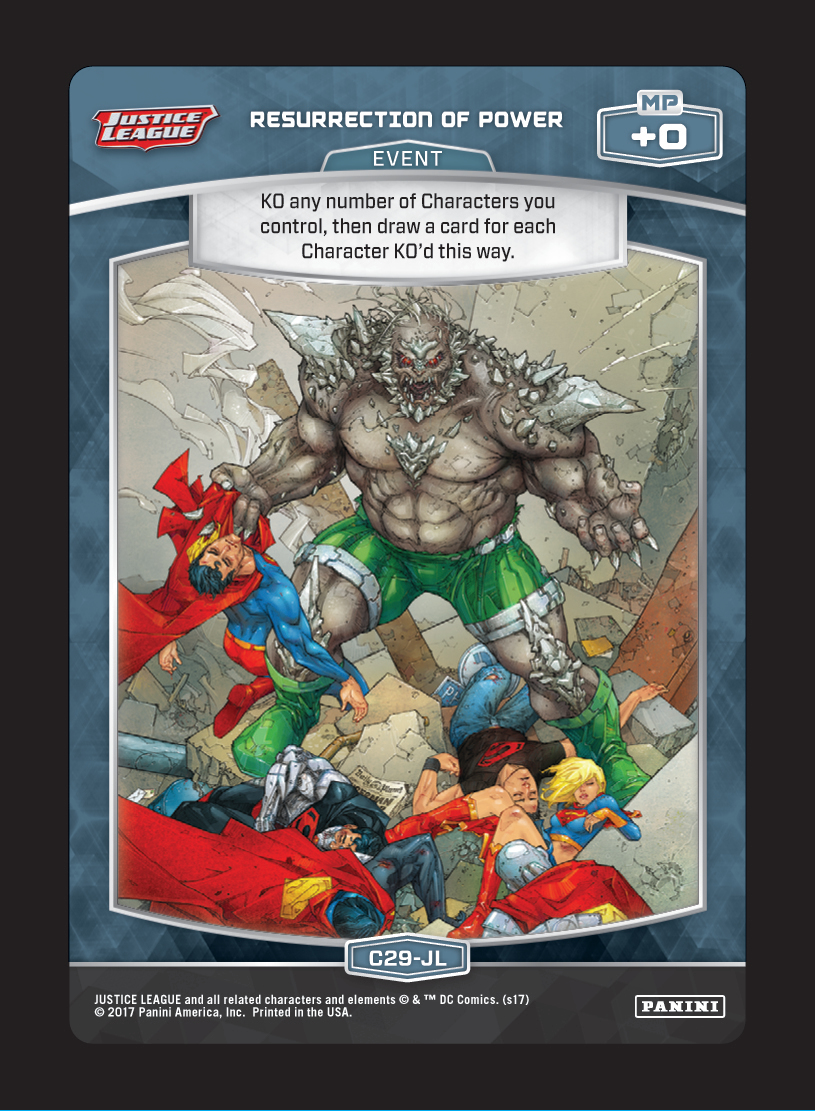 JUSTICE
LEAGUE
RESURRECTION OF POWER
MP
+0
EVENT
KO any number of Characters you
control, then draw a card for each
Character KO'd this way.
C29-JL
JUSTICE LEAGUE and all related characters and elements © & ™ DC Comics. (s17)
© 2017 Panini America, Inc.  Printed in the USA.
PANINI